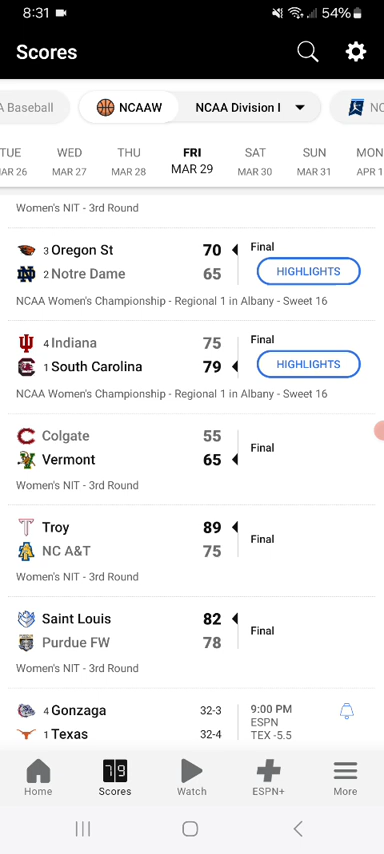 8:31 54%
Scores
A Baseball NCAAW NCAA Division I NC
TUE WED THU FRI SAT SUN MON
AR 26 MAR 27 MAR 28 MAR 29 MAR 30 MAR 31 APR 1
Women's NIT - 3rd Round
3 Oregon St 70 Final
2 Notre Dame 65 HIGHLIGHTS
NCAA Women's Championship - Regional 1 in Albany - Sweet 16
4 Indiana 75 Final
1 South Carolina 79 HIGHLIGHTS
NCAA Women's Championship - Regional 1 in Albany - Sweet 16
Colgate 55
Vermont 65 Final
Women's NIT - 3rd Round
Troy 89
NC A&T 75 Final
Women's NIT - 3rd Round
Saint Louis 82
Purdue FW 78 Final
Women's NIT - 3rd Round
4 Gonzaga 32-3 9:00 PM
ESPN
1 Texas 32-4 TEX -5.5
Home Scores Watch ESPN+ More